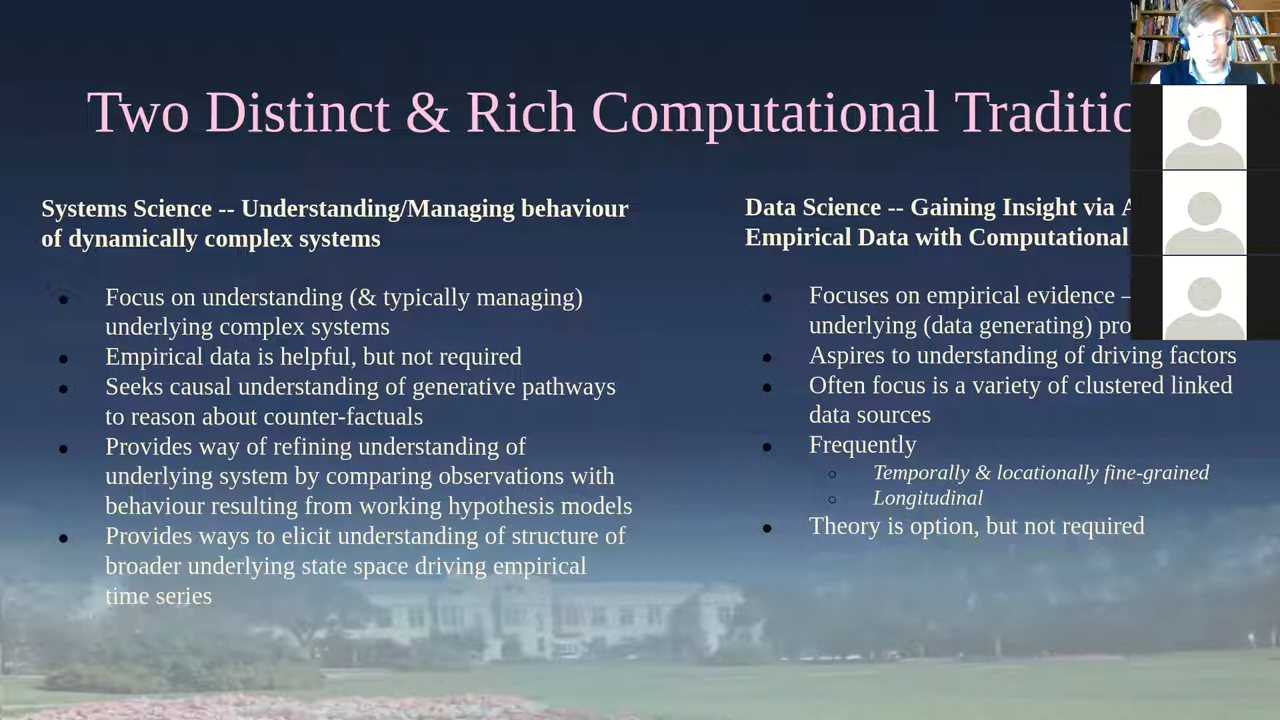 Two Distinct & Rich Computational Traditio
Systems Science -- Understanding/Managing behaviour
of dynamically complex systems
Focus on understanding (& typically managing)
underlying complex systems
Empirical data is helpful, but not required
Seeks causal understanding of generative pathways
to reason about counter-factuals
Provides way of refining understanding of
underlying system by comparing observations with
behaviour resulting from working hypothesis models
Provides ways to elicit understanding of structure of
broader underlying state space driving empirical
time series
Data Science -- Gaining Insight via
Empirical Data with Computational
Focuses on empirical evidence –
underlying (data generating) pro
Aspires to understanding of driving factors
Often focus is a variety of clustered linked
data sources
Frequently
Temporally & locationally fine-grained
Longitudinal
Theory is option, but not required